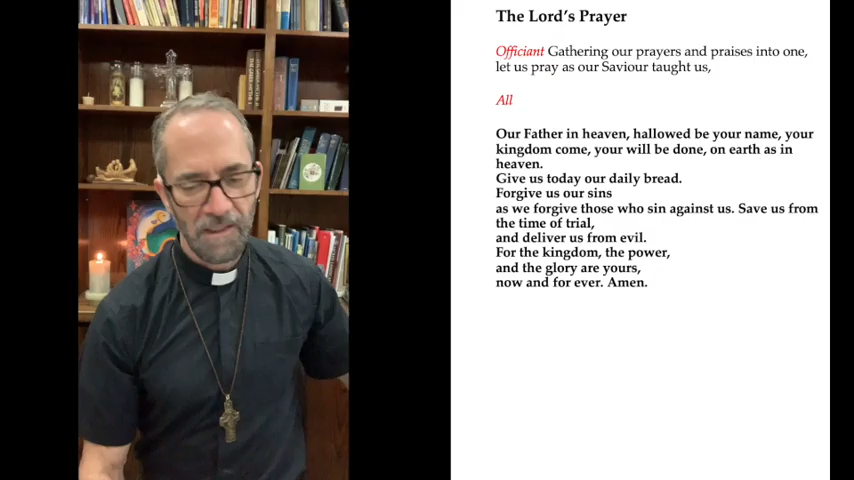 The Lord's Prayer
Officiant Gathering our prayers and praises into one,
let us pray as our Saviour taught us,
All
Our Father in heaven, hallowed be your name, your
kingdom come, your will be done, on earth as in
heaven.
Give us today our daily bread.
Forgive us our sins
as we forgive those who sin against us. Save us from
the time of trial,
and deliver us from evil.
For the kingdom, the power,
and the glory are yours,
now and for ever. Amen.